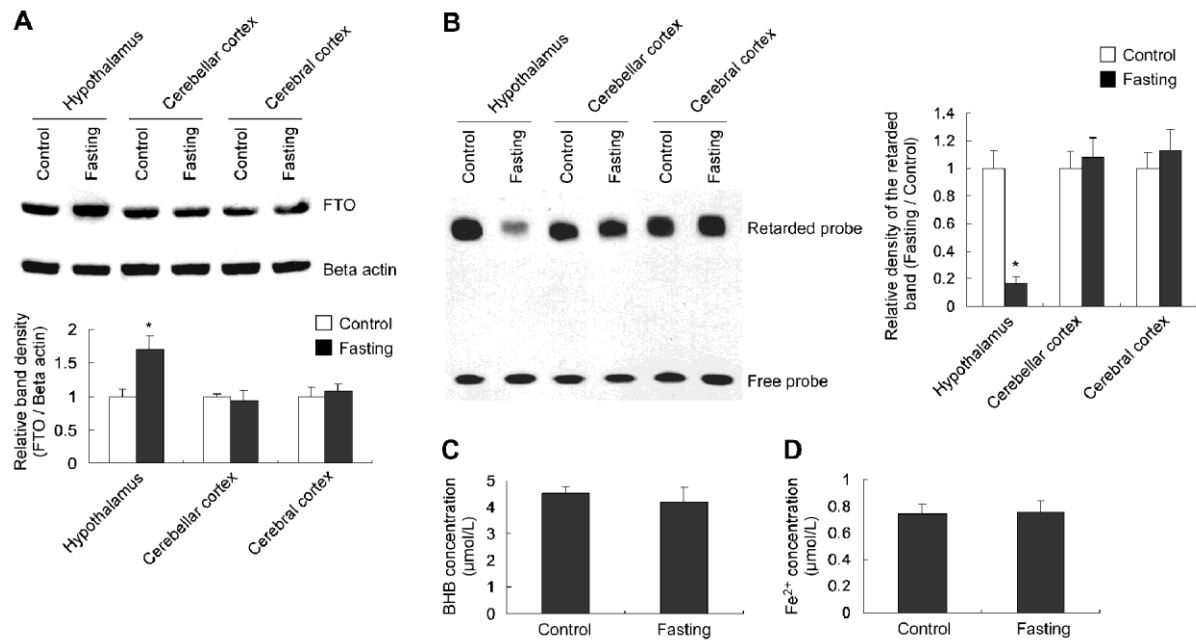 A
Hypothalamus
Cerebellar cortex
Cerebral cortex
Control
Fasting
Control
Fasting
Control
Fasting
FTO
Beta actin
Relative band density
(FTO / Beta actin)
2
1.5
1
0.5
0
*
Control
Fasting
Hypothalamus
Cerebellar cortex
Cerebral cortex
B
Hypothalamus
Cerebellar cortex
Cerebral cortex
Control
Fasting
Control
Fasting
Control
Fasting
Retarded probe
Free probe
Control
Fasting
Relative density of the retarded
band (Fasting / Control)
1.4
1.2
1
0.8
0.6
0.4
0.2
0
*
Hypothalamus
Cerebellar cortex
Cerebral cortex
C
BHB concentration
(μmol/L)
5
4
4
3
2
1
0
Control
Fasting
D
Fe²⁺ concentration
(μmol/L)
1
0.8
0.6
0.4
0.2
0
Control
Fasting